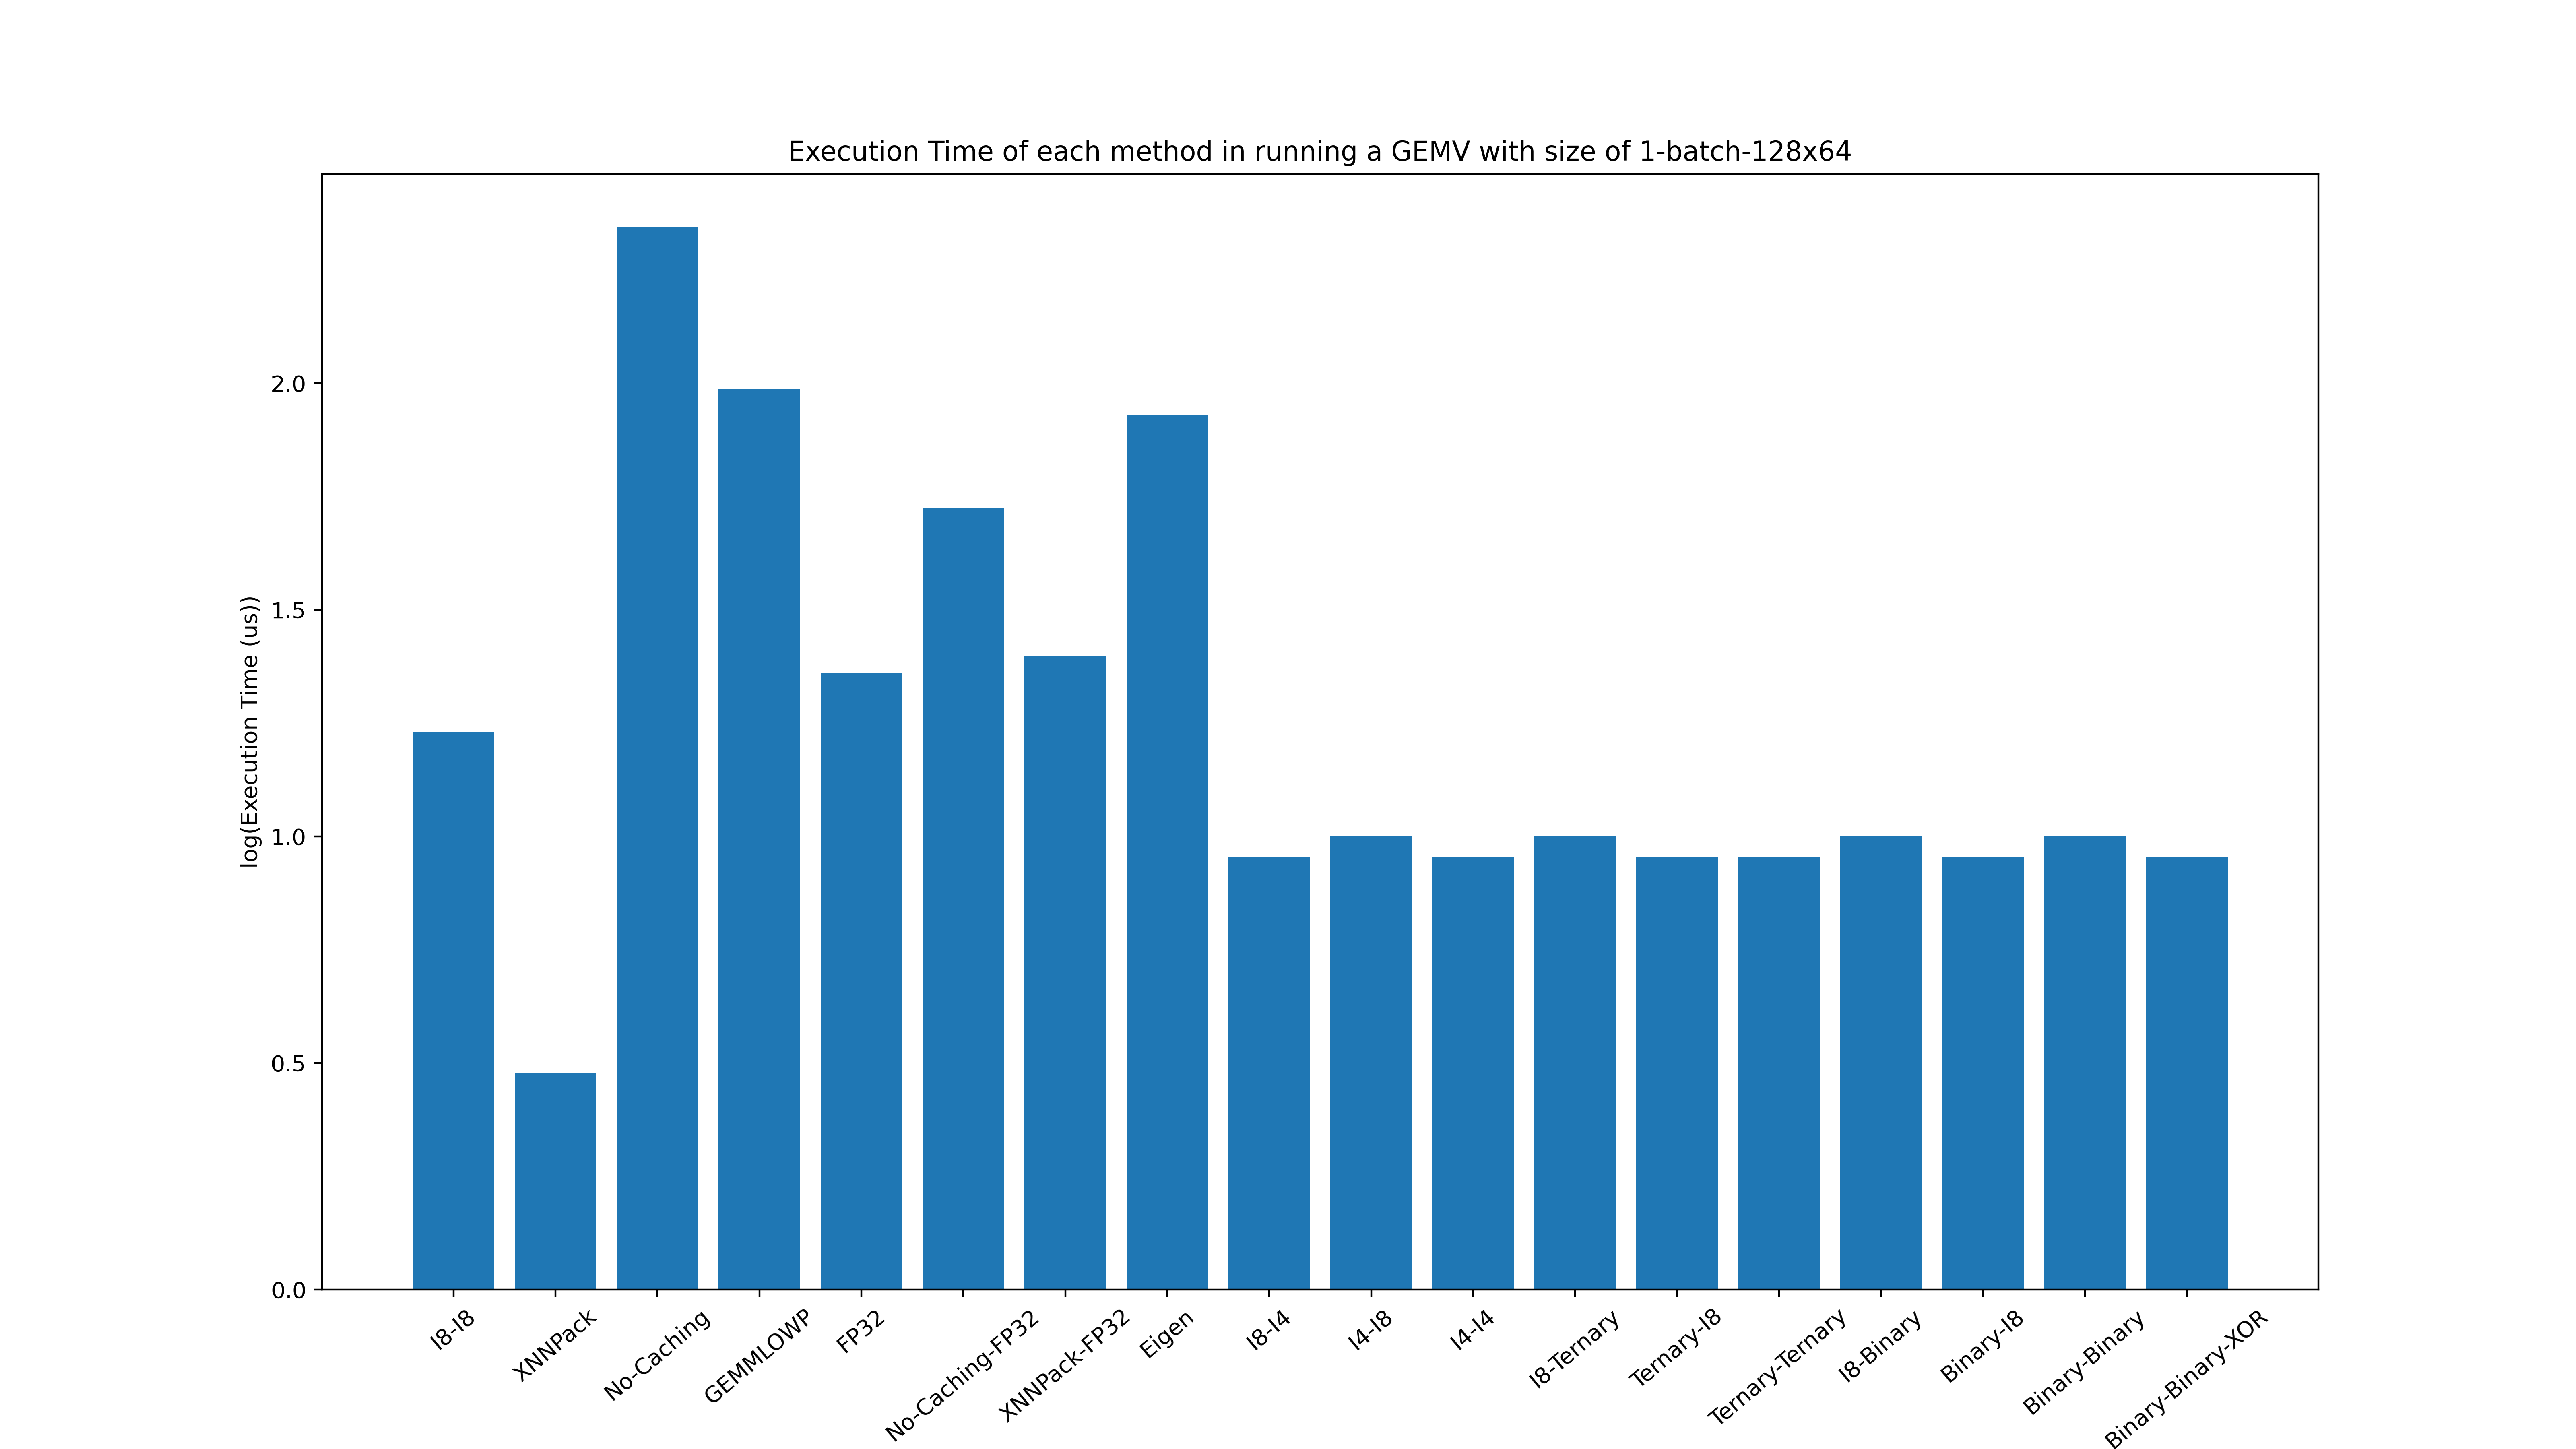 Execution Time of each method in running a GEMV with size of 1-batch-128x64
log(Execution Time (us))
2.0
1.5
1.0
0.5
0.0
I8-I8
XNNPack
No-Caching
GEMMLOWP
FP32
No-Caching-FP32
XNNPack-FP32
Eigen
I8-I4
I4-I8
I4-I4
I8-Ternary
Ternary-I8
Ternary-Ternary
I8-Binary
Binary-I8
Binary-Binary
Binary-Binary-XOR